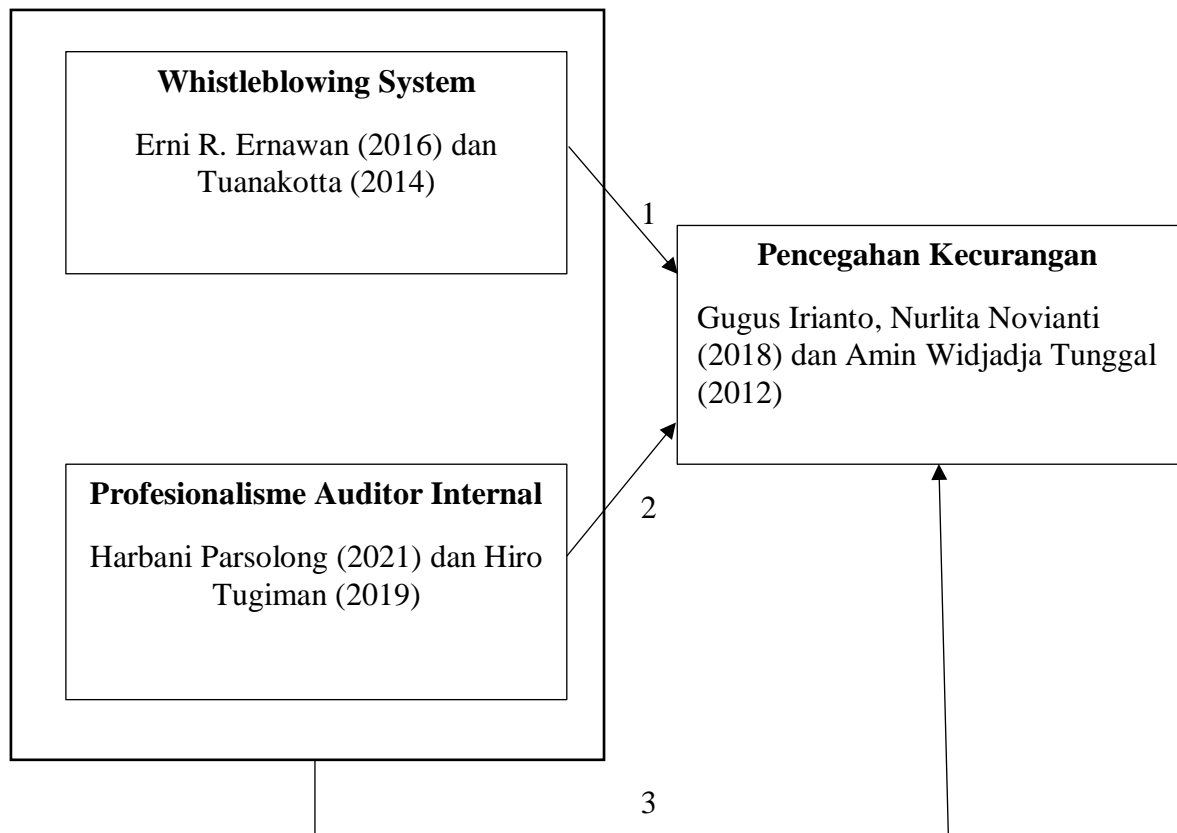 Whistleblowing System
Erni R. Ernawan (2016) dan
Tuanakotta (2014)
1
Pencegahan Kecurangan
Gugus Irianto, Nurlita Novianti
(2018) dan Amin Widjadja Tunggal
(2012)
Profesionalisme Auditor Internal
Harbani Parsolong (2021) dan Hiro
Tugiman (2019)
2
3